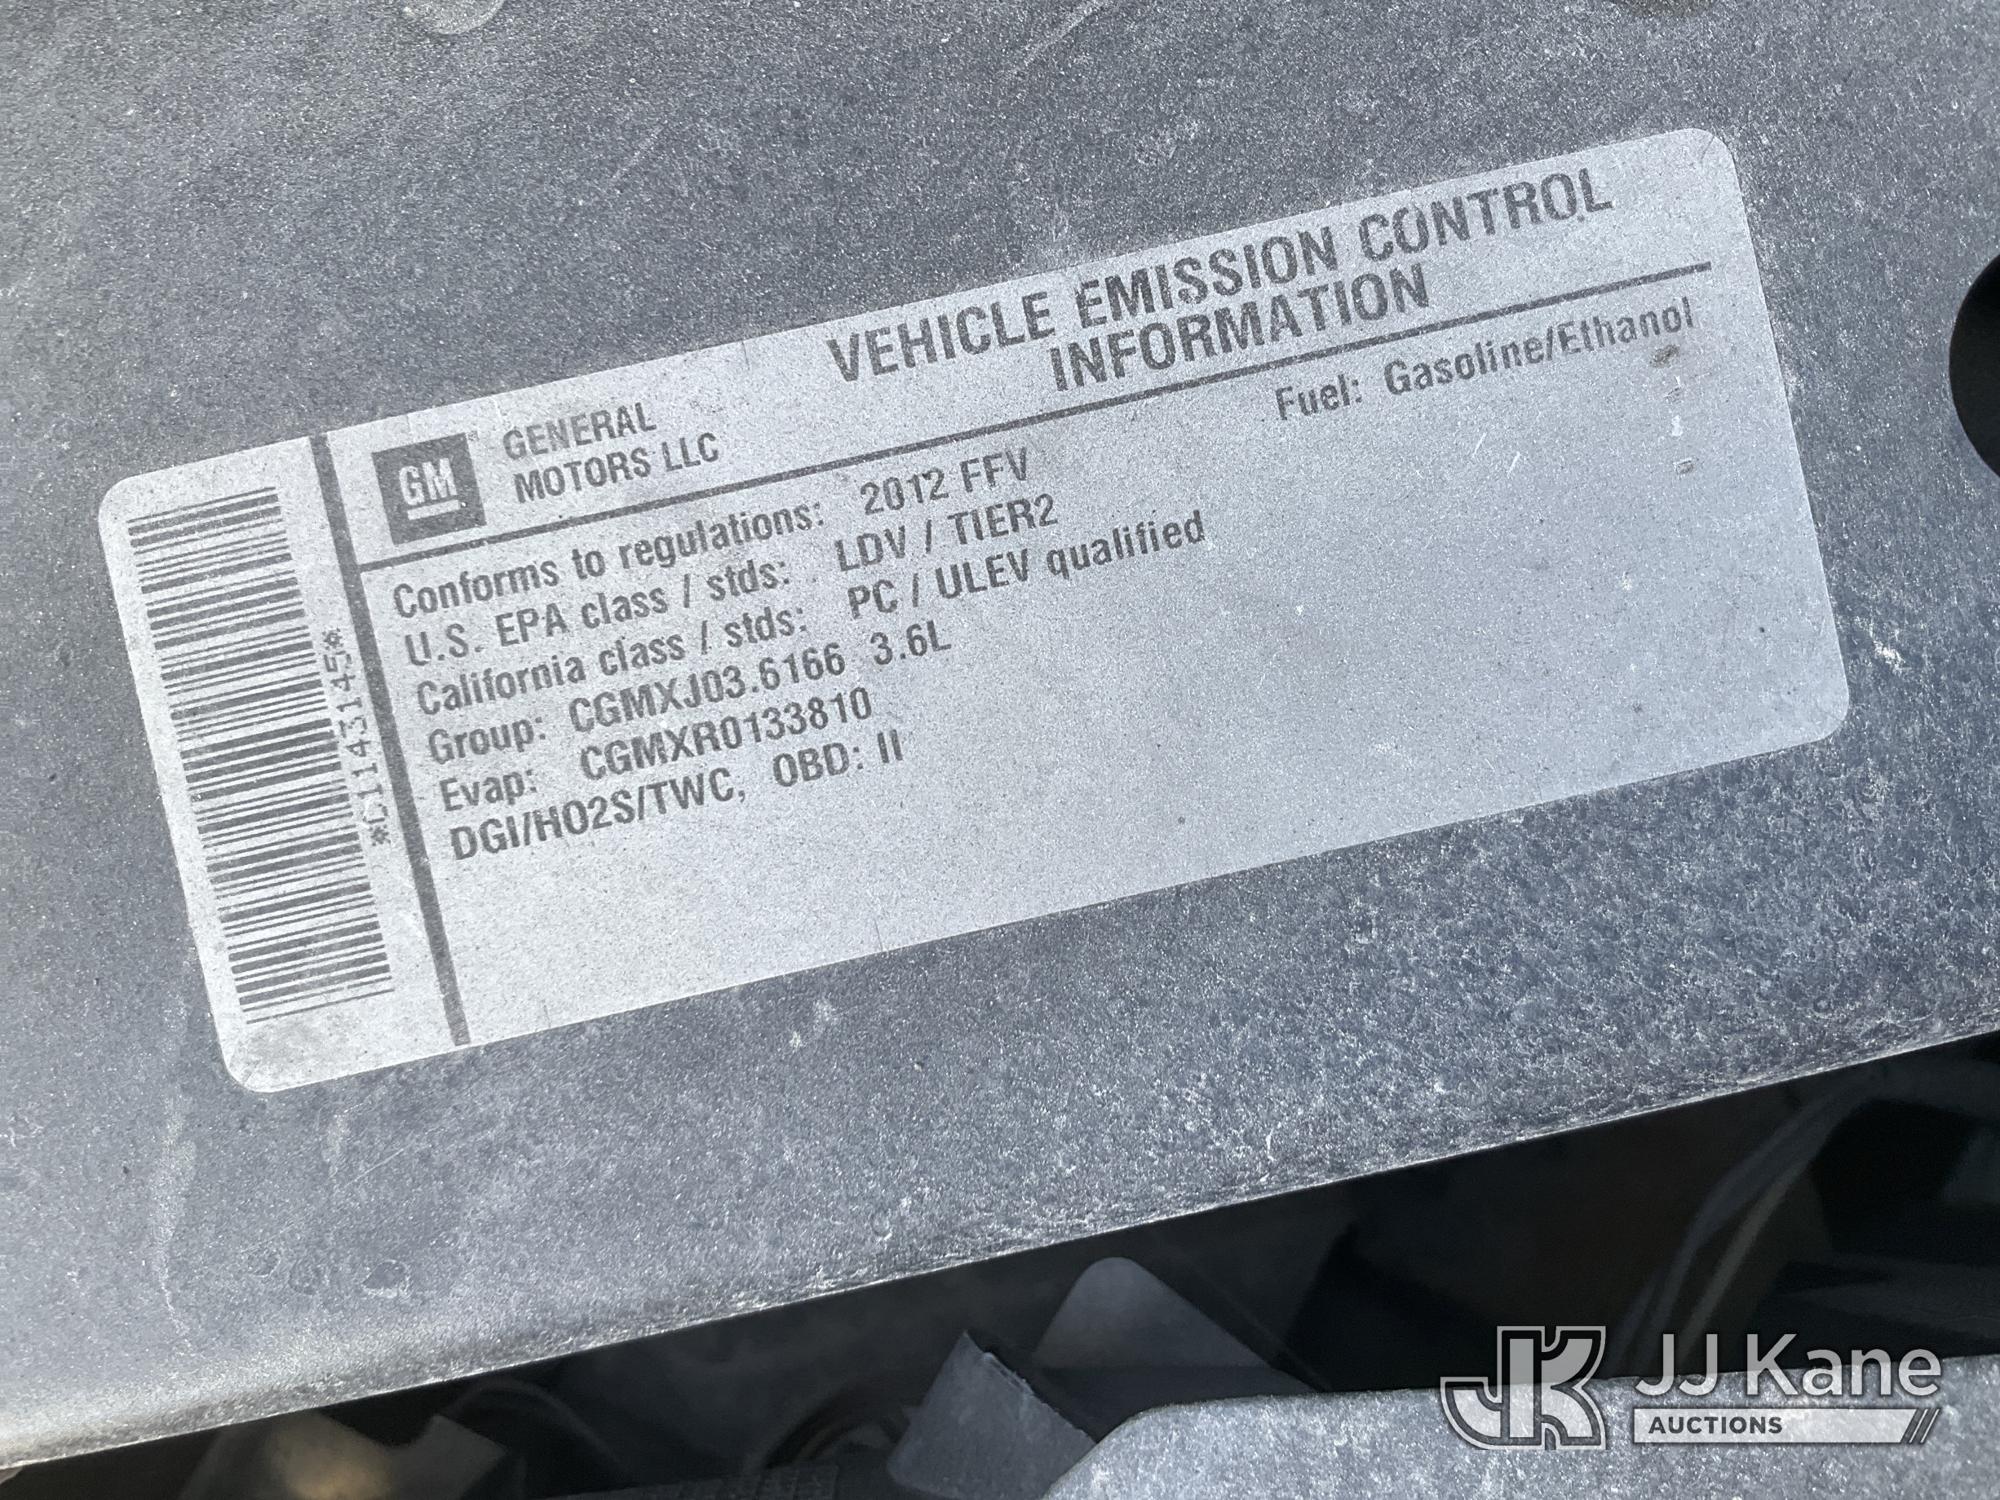 GM
GENERAL
MOTORS LLC
VEHICLE EMISSION CONTROL
INFORMATION
Fuel: Gasoline/Ethanol
Conforms to regulations: 2012 FFV
U.S. EPA class / stds: LDV / TIER2
California class / stds: PC / ULEV qualified
Group: CGMXJ03.6166 3.6L
Evap: CGMXR0133810
DGI/HO2S/TWC, OBD: II
*C11431145*
JK
JJ Kane
AUCTIONS